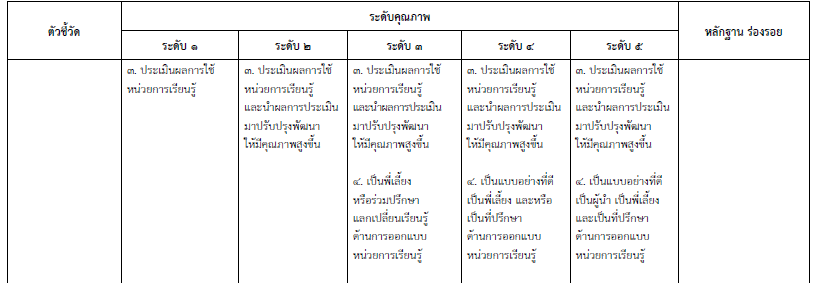 ตัวชี้วัด
ระดับคุณภาพ
หลักฐาน ร่องรอย
ระดับ ๑
ระดับ ๒
ระดับ ๓
ระดับ ๔
ระดับ ๕
๓. ประเมินผลการใช้
หน่วยการเรียนรู้
๓. ประเมินผลการใช้
หน่วยการเรียนรู้
และนำผลการประเมิน
มาปรับปรุงพัฒนา
ให้มีคุณภาพสูงขึ้น
๓. ประเมินผลการใช้
หน่วยการเรียนรู้
และนำผลการประเมิน
มาปรับปรุงพัฒนา
ให้มีคุณภาพสูงขึ้น
๔. เป็นพี่เลี้ยง
หรือร่วมปรึกษา
แลกเปลี่ยนเรียนรู้
ด้านการออกแบบ
หน่วยการเรียนรู้
๓. ประเมินผลการใช้
หน่วยการเรียนรู้
และนำผลการประเมิน
มาปรับปรุงพัฒนา
ให้มีคุณภาพสูงขึ้น
๔. เป็นแบบอย่างที่ดี
เป็นพี่เลี้ยง และหรือ
เป็นที่ปรึกษา
ด้านการออกแบบ
หน่วยการเรียนรู้
๓. ประเมินผลการใช้
หน่วยการเรียนรู้
และนำผลการประเมิน
มาปรับปรุงพัฒนา
ให้มีคุณภาพสูงขึ้น
๔. เป็นแบบอย่างที่ดี
เป็นผู้นำ เป็นพี่เลี้ยง
และเป็นที่ปรึกษา
ด้านการออกแบบ
หน่วยการเรียนรู้